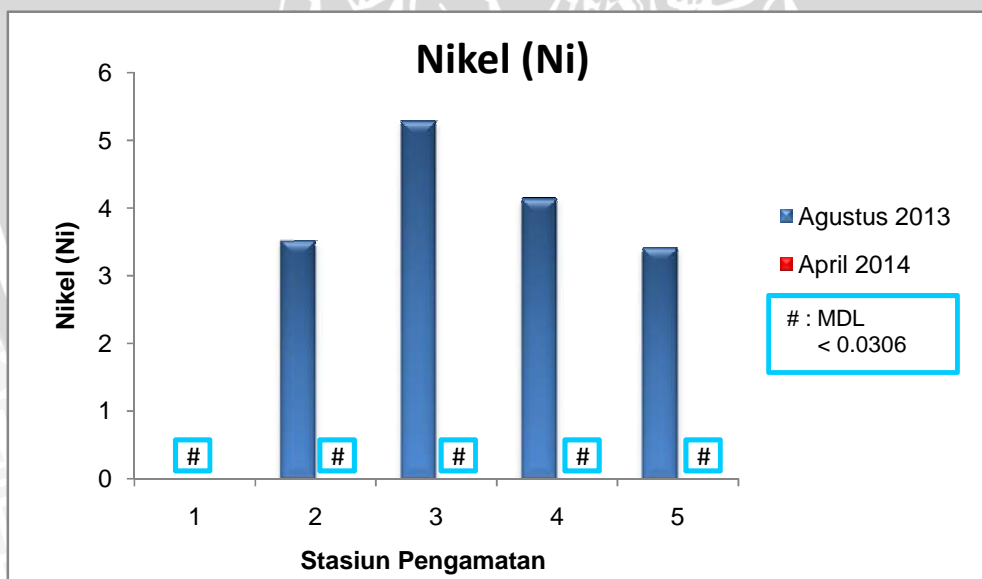 Nikel (Ni)
6
5
4
3
2
1
0
Nikel (Ni)
# # # # #
1 2 3 4 5
Stasiun Pengamatan
Agustus 2013
April 2014
# : MDL
< 0.0306